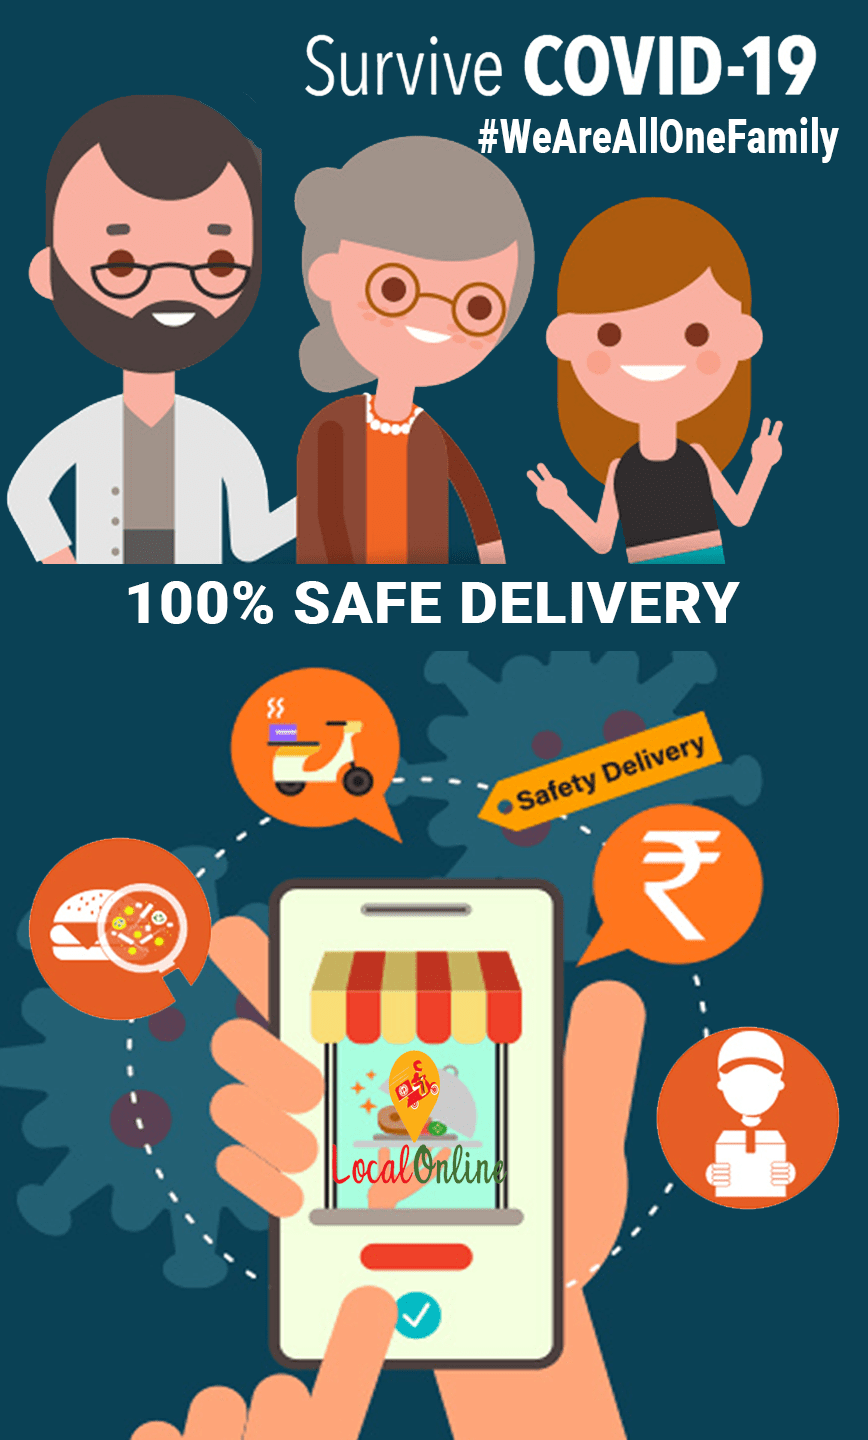 Survive COVID-19
#WeAreAllOneFamily
100% SAFE DELIVERY
Safety Delivery
₹
LocalOnline